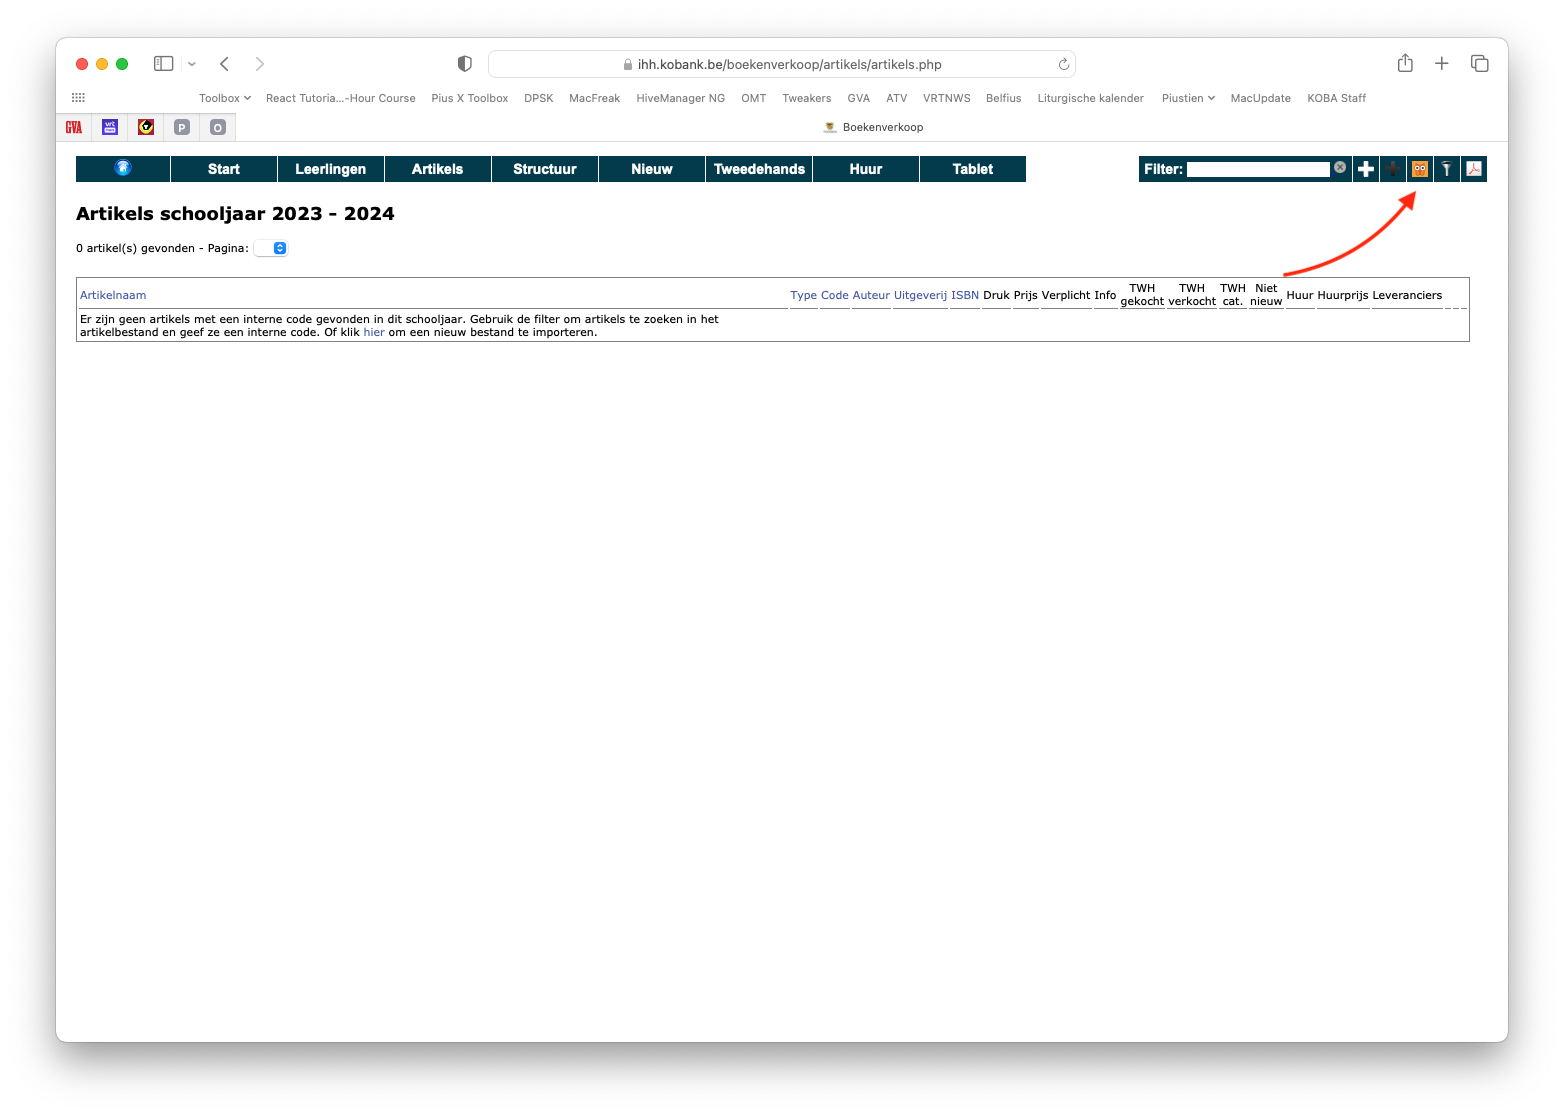 ihh.kobank.be/boekenverkoop/artikels/artikels.php
Toolbox React Tutoria...-Hour Course Pius X Toolbox DPSK MacFreak HiveManager NG OMT Tweakers GVA ATV VRTNWS Belfius Liturgische kalender Piustien MacUpdate KOBA Staff
GVA vrt P O Boekenverkoop
Start Leerlingen Artikels Structuur Nieuw Tweedehands Huur Tablet Filter:
Artikels schooljaar 2023 - 2024
0 artikel(s) gevonden - Pagina:
Artikelnaam Type Code Auteur Uitgeverij ISBN Druk Prijs Verplicht Info TWH gekocht TWH verkocht TWH cat. Niet nieuw Huur Huurprijs Leveranciers
Er zijn geen artikels met een interne code gevonden in dit schooljaar. Gebruik de filter om artikels te zoeken in het
artikelbestand en geef ze een interne code. Of klik hier om een nieuw bestand te importeren.